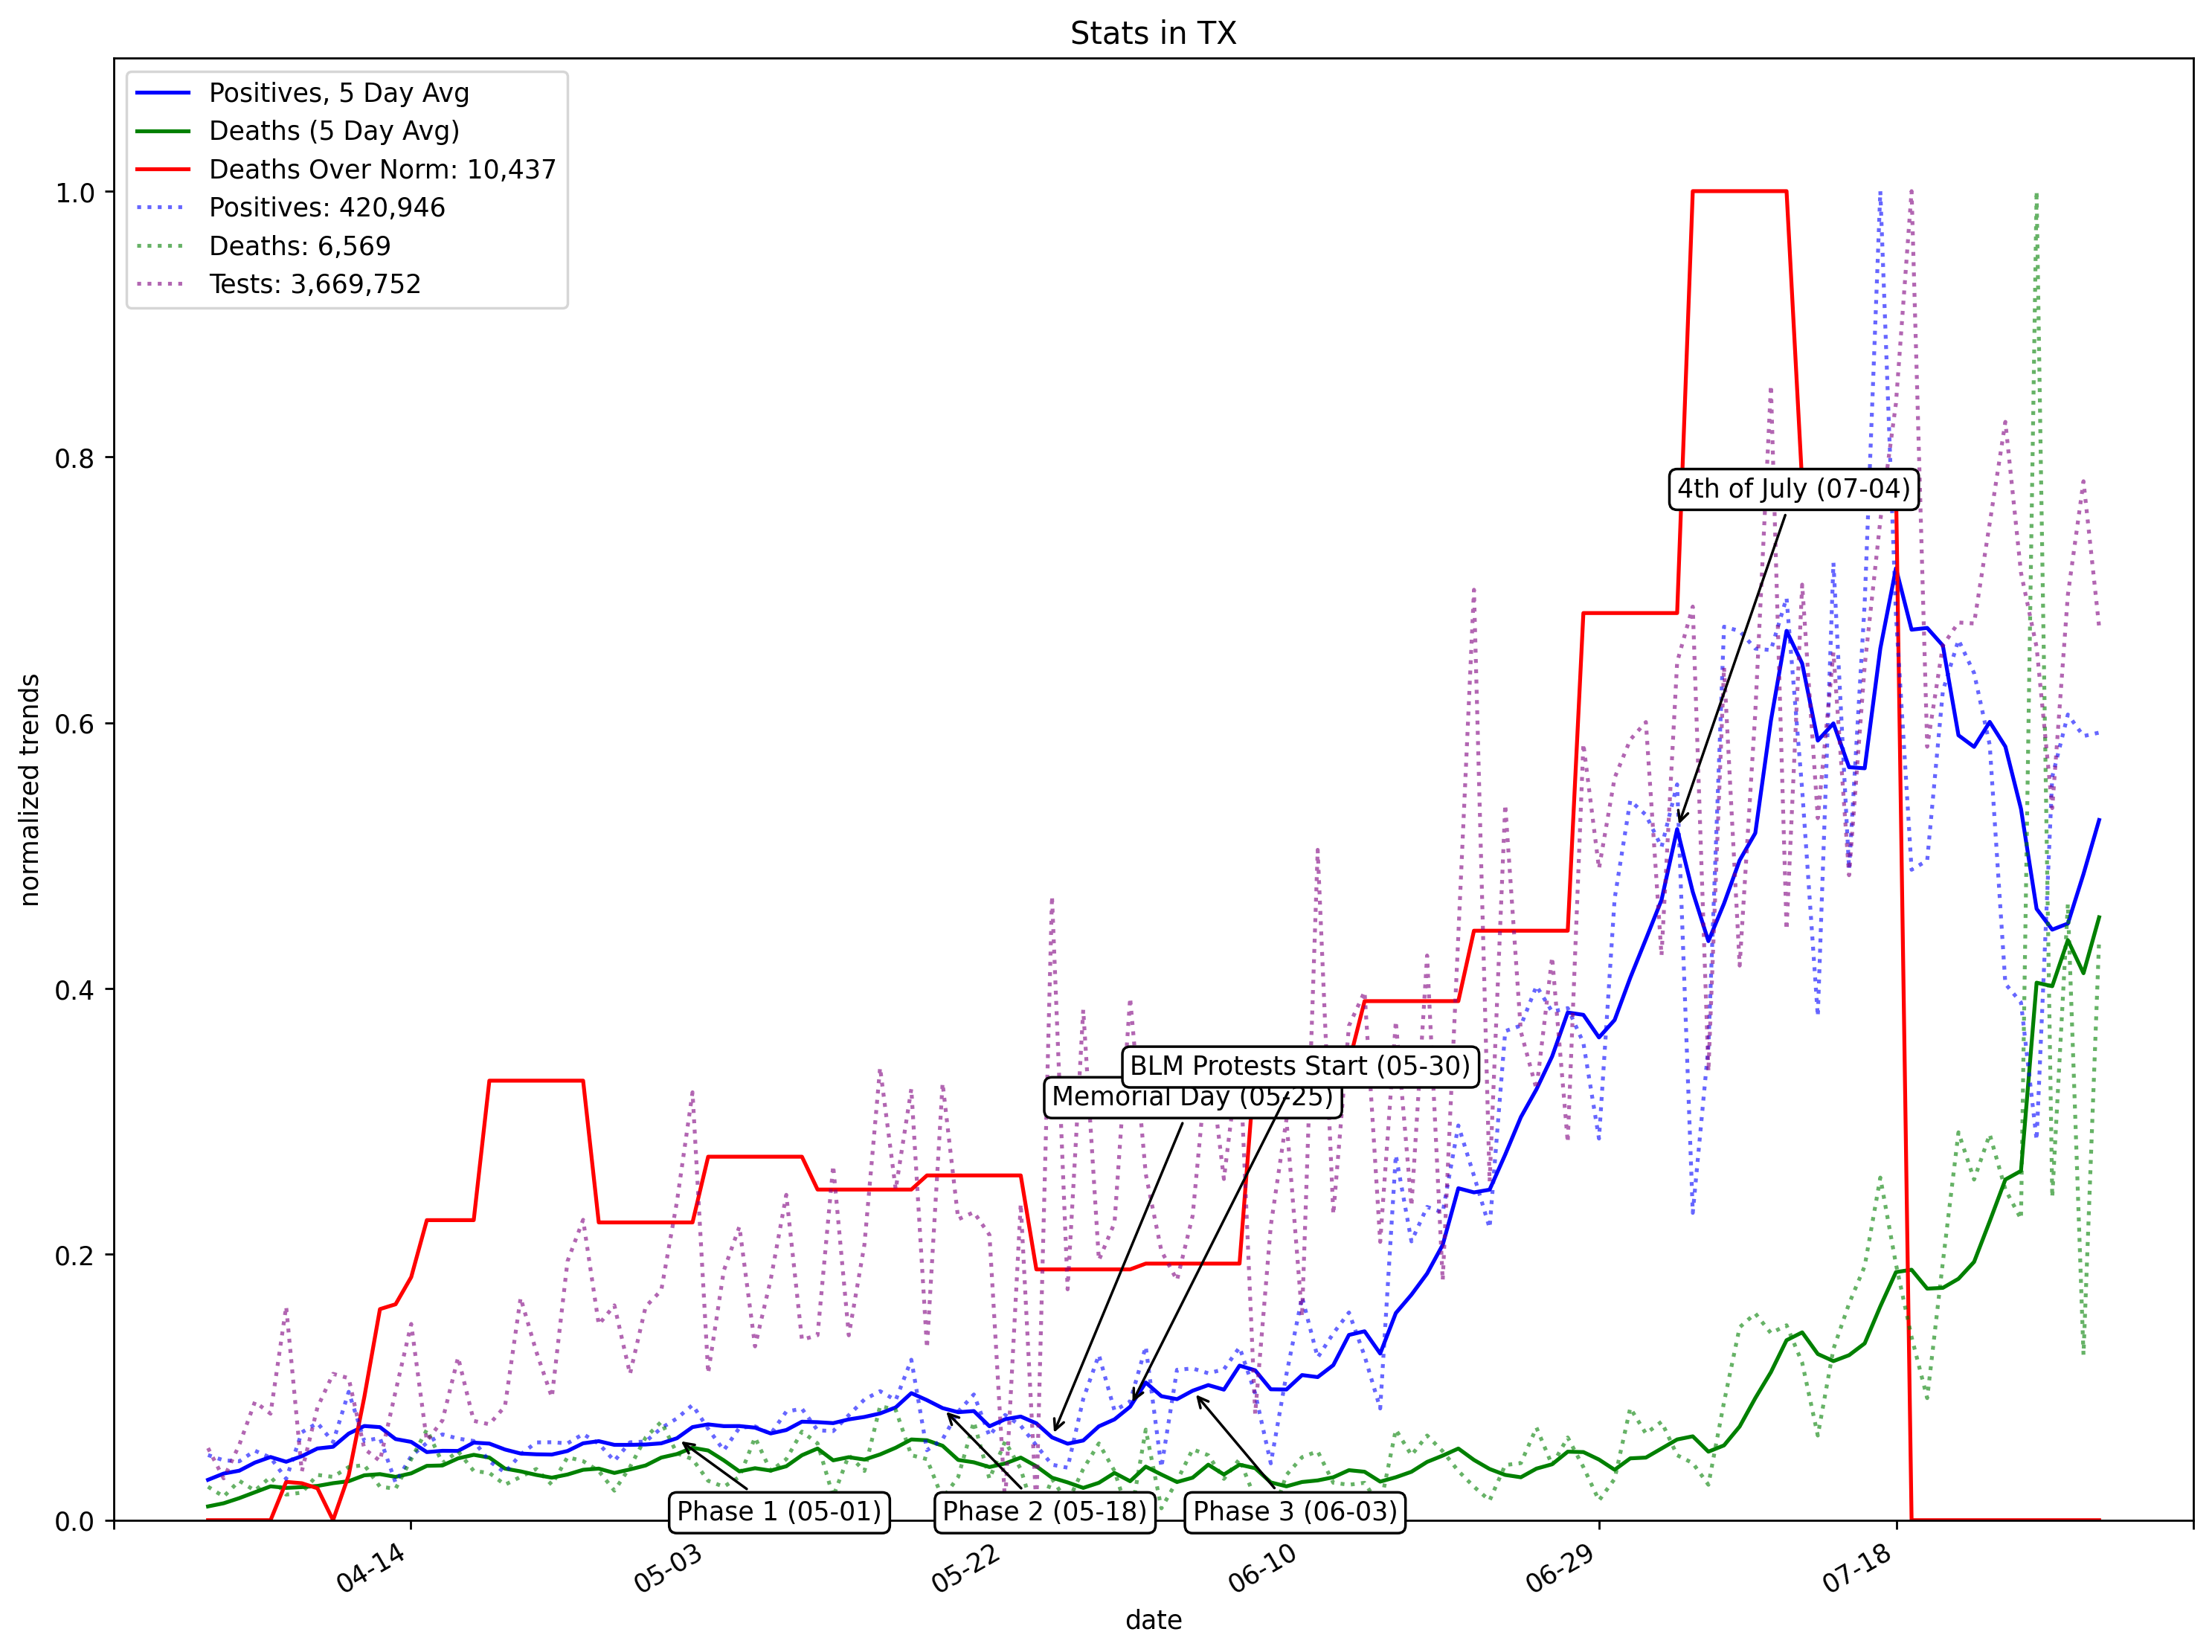 Stats in TX
Positives, 5 Day Avg
Deaths (5 Day Avg)
Deaths Over Norm: 10,437
Positives: 420,946
Deaths: 6,569
Tests: 3,669,752
1.0
0.8
0.6
0.4
0.2
0.0
normalized trends
4th of July (07-04)
BLM Protests Start (05-30)
Memorial Day (05-25)
Phase 1 (05-01)
Phase 2 (05-18)
Phase 3 (06-03)
04-14
05-03
05-22
06-10
06-29
07-18
date